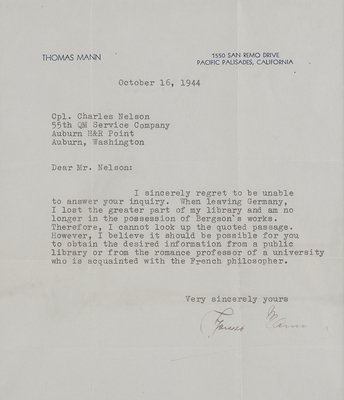 THOMAS MANN
1550 SAN REMO DRIVE
PACIFIC PALISADES, CALIFORNIA
October 16, 1944
Cpl. Charles Nelson
55th QM Service Company
Auburn H&R Point
Auburn, Washington
Dear Mr. Nelson:
I sincerely regret to be unable
to answer your inquiry. When leaving Germany,
I lost the greater part of my library and am no
longer in the possession of Bergson's works.
Therefore, I cannot look up the quoted passage.
However, I believe it should be possible for you
to obtain the desired information from a public
library or from the romance professor of a university
who is acquainted with the French philosopher.
Very sincerely yours
Thomas Mann